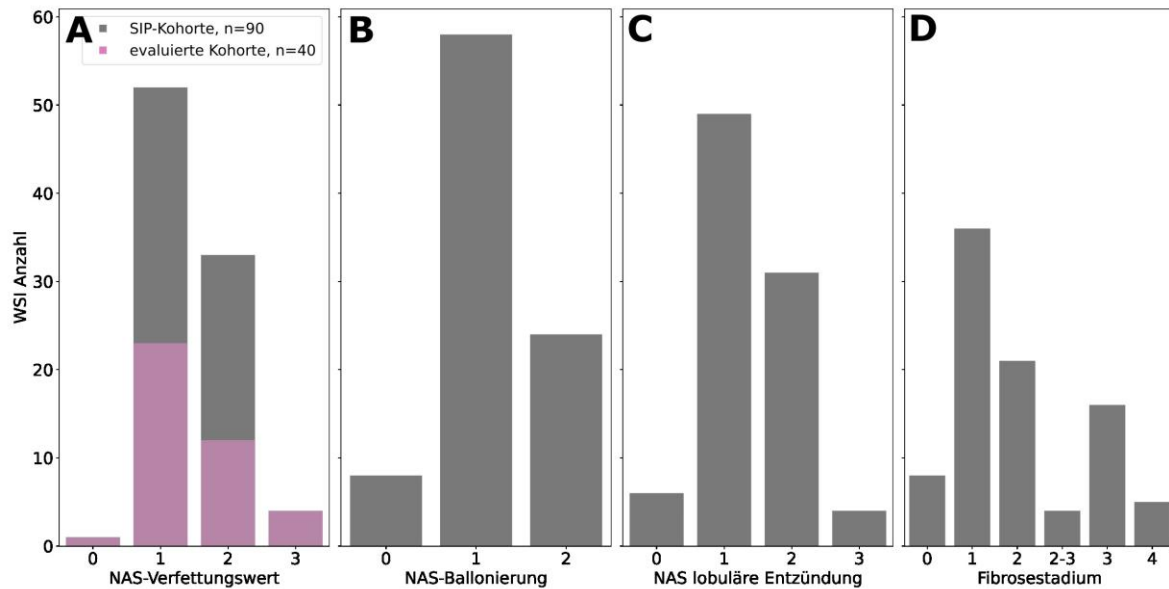 A
B
C
D
SIP-Kohorte, n=90
evaluierte Kohorte, n=40
WSI Anzahl
60
50
40
30
20
10
0
0 1 2 3
NAS-Verfettungswert
0 1 2
NAS-Ballonierung
0 1 2 3
NAS lobuläre Entzündung
0 1 2 2-3 3 4
Fibrosestadium